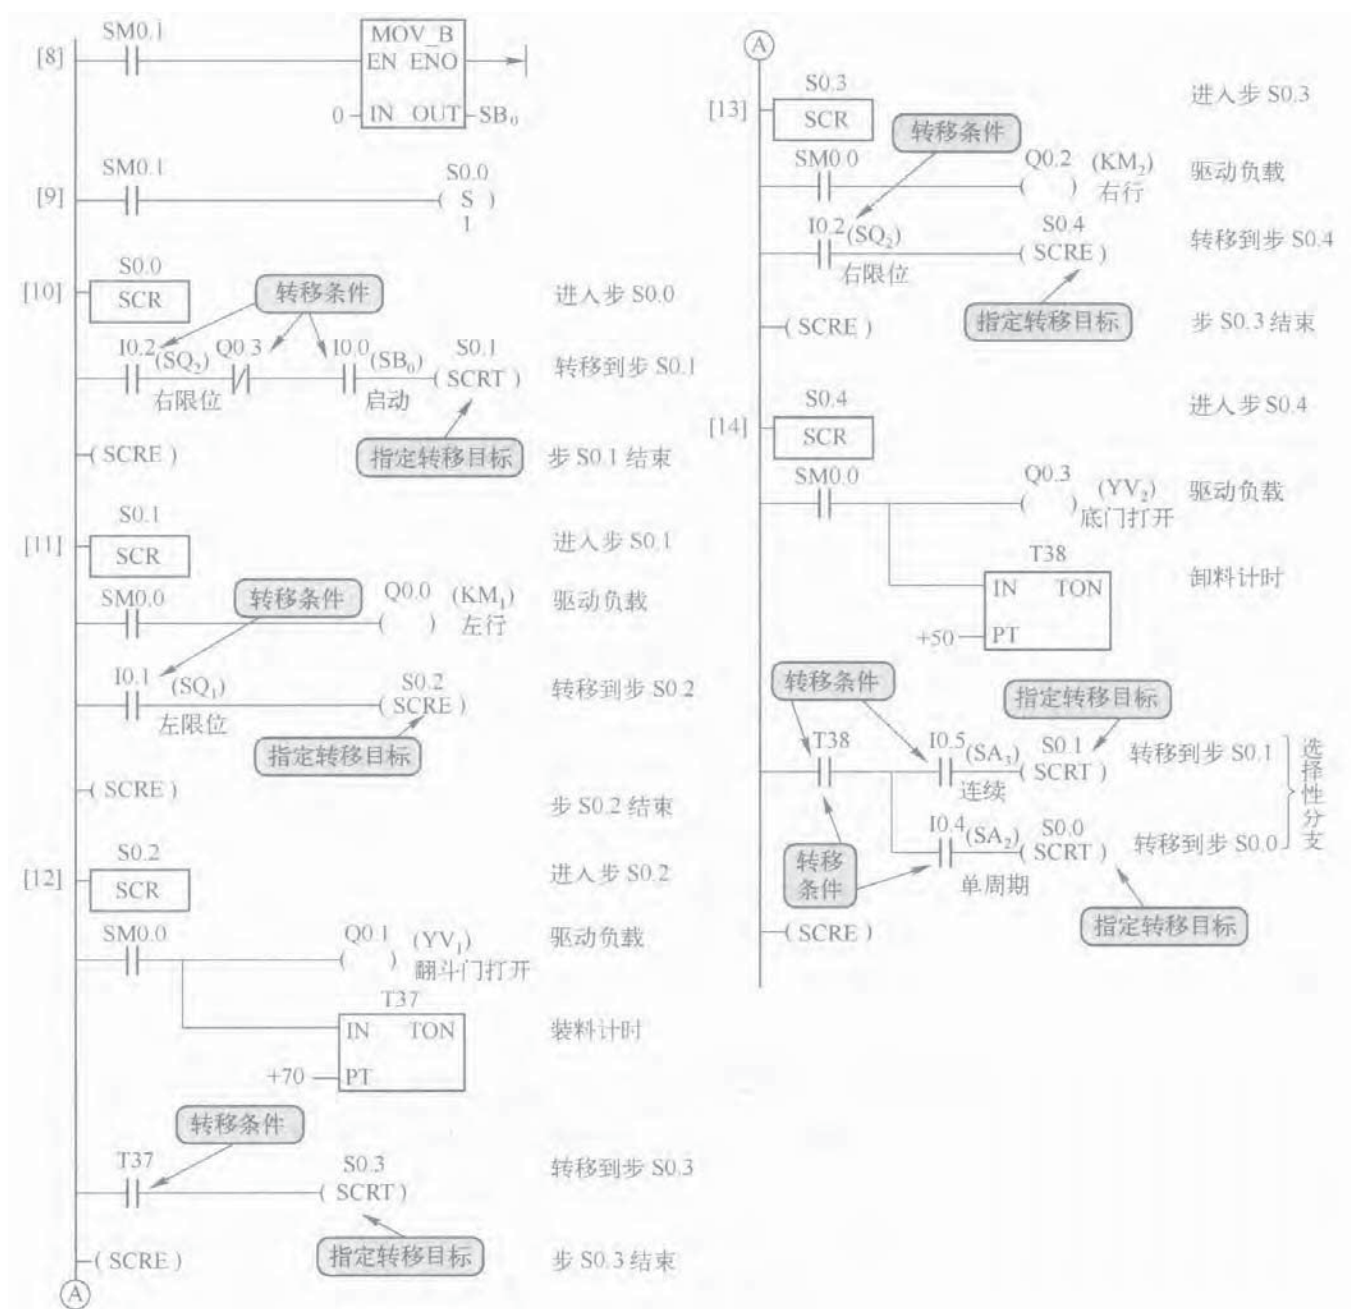 SM0.1
MOV_B
[8]
EN ENO
0 IN OUT SB₀
SM0.1 S0.0
[9] ( S )
1
S0.0
[10] SCR 转移条件 进入步 S0.0
I0.2 (SQ₂) Q0.3 I0.0 (SB₀) S0.1
( SCRT ) 转移到步 S0.1
右限位 启动
( SCRE ) 指定转移目标 步 S0.1 结束
S0.1
[11] SCR 进入步 S0.1
SM0.0 转移条件 Q0.0 (KM₁) 驱动负载
( ) 左行
I0.1 (SQ₁) S0.2 转移到步 S0.2
左限位 ( SCRE )
指定转移目标
( SCRE )
步 S0.2 结束
S0.2
[12] SCR 进入步 S0.2
SM0.0 Q0.1 (YV₁) 驱动负载
( ) 翻斗门打开
T37
IN TON 装料计时
+70 PT
转移条件
T37 S0.3 转移到步 S0.3
( SCRT )
指定转移目标
( SCRE ) 步 S0.3 结束
A
A
S0.3 进入步 S0.3
[13] SCR 转移条件
SM0.0 Q0.2 (KM₂) 驱动负载
( ) 右行
I0.2 (SQ₂) S0.4 转移到步 S0.4
右限位 ( SCRE )
( SCRE ) 指定转移目标 步 S0.3 结束
S0.4 进入步 S0.4
[14] SCR
SM0.0 Q0.3 (YV₂) 驱动负载
( ) 底门打开
T38
IN TON 卸料计时
+50 PT
转移条件 指定转移目标
T38 I0.5 (SA₃) S0.1 转移到步 S0.1
连续 ( SCRT )
I0.4 (SA₂) S0.0 转移到步 S0.0
单周期 ( SCRT )
选择性分支
转移
条件
指定转移目标
( SCRE )